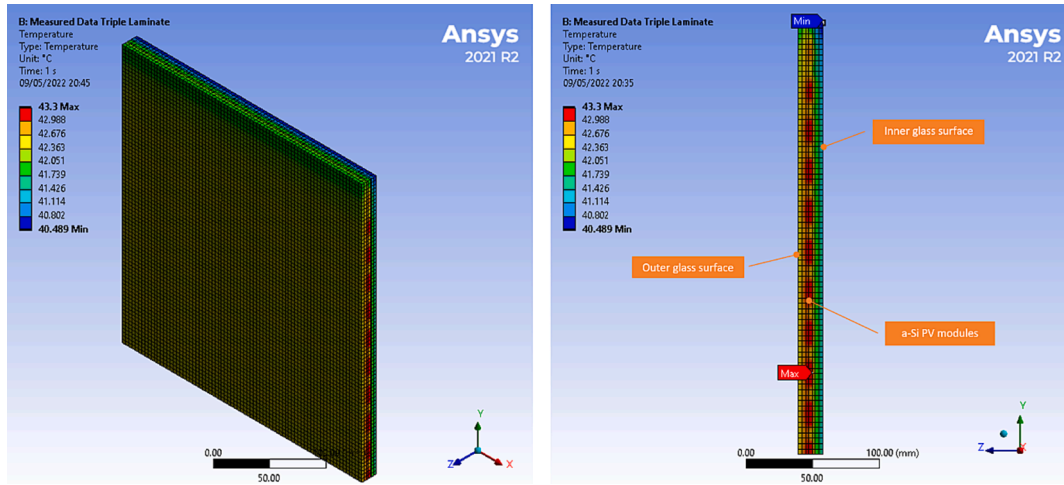 B: Measured Data Triple Laminate
Temperature
Type: Temperature
Unit: °C
Time: 1 s
09/05/2022 20:45
43.3 Max
42.988
42.676
42.363
42.051
41.739
41.426
41.114
40.802
40.489 Min
Ansys
2021 R2
0.00
50.00
Y
Z
X
B: Measured Data Triple Laminate
Temperature
Type: Temperature
Unit: °C
Time: 1 s
09/05/2022 20:35
43.3 Max
42.988
42.676
42.363
42.051
41.739
41.426
41.114
40.802
40.489 Min
Min
Ansys
2021 R2
Inner glass surface
Outer glass surface
a-Si PV modules
Max
0.00
100.00 (mm)
50.00
Y
Z
X